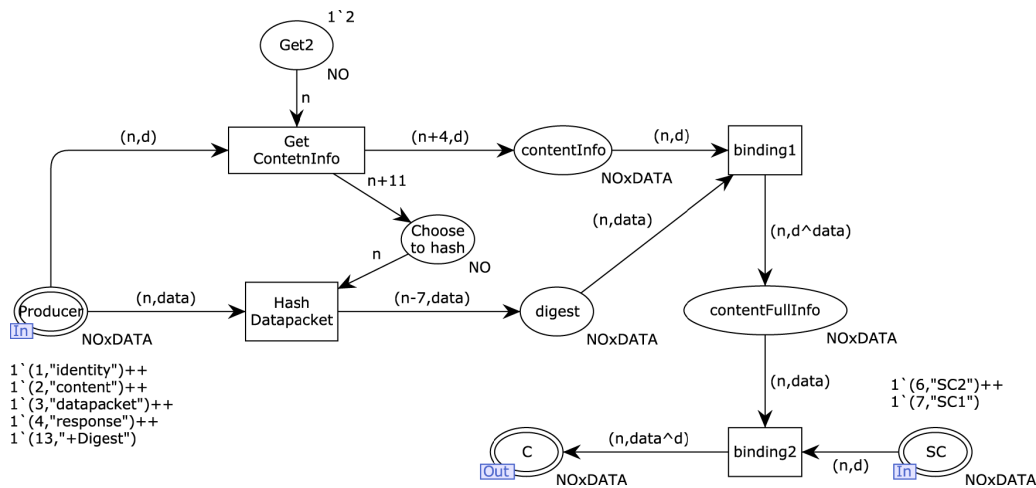 1`2
Get2
NO
n
(n,d)
Get
ContetnInfo
(n+4,d)
contentInfo
NOxDATA
(n,d)
binding1
n+11
(n,data)
Choose
to hash
NO
n
(n,d^data)
Producer
In
NOxDATA
(n,data)
Hash
Datapacket
(n-7,data)
digest
NOxDATA
contentFullInfo
NOxDATA
1`(1,"identity")++
1`(2,"content")++
1`(3,"datapacket")++
1`(4,"response")++
1`(13,"+Digest")
(n,data)
1`(6,"SC2")++
1`(7,"SC1")
C
Out
NOxDATA
(n,data^d)
binding2
(n,d)
SC
In
NOxDATA